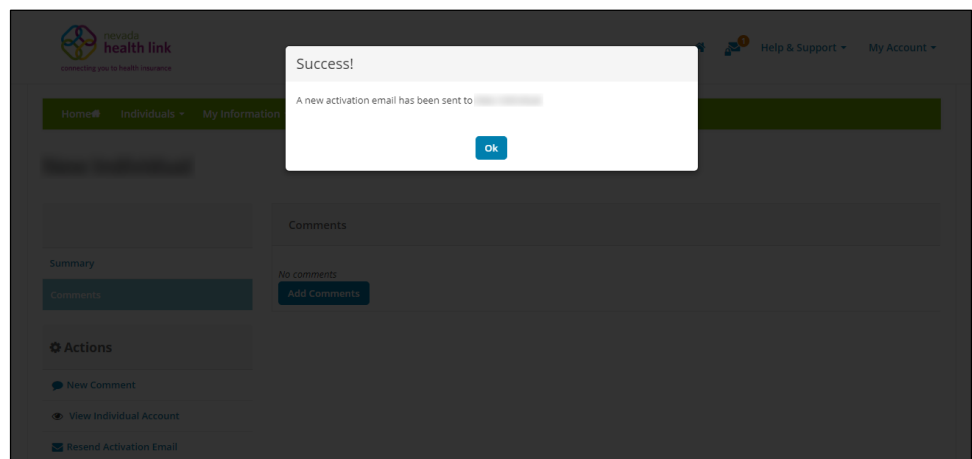 nevada
health link
connecting you to health insurance
1
Help & Support
My Account
Success!
A new activation email has been sent to
Ok
Home
Individuals
My Information
Comments
Summary
Comments
No comments
Add Comments
Actions
New Comment
View Individual Account
Resend Activation Email